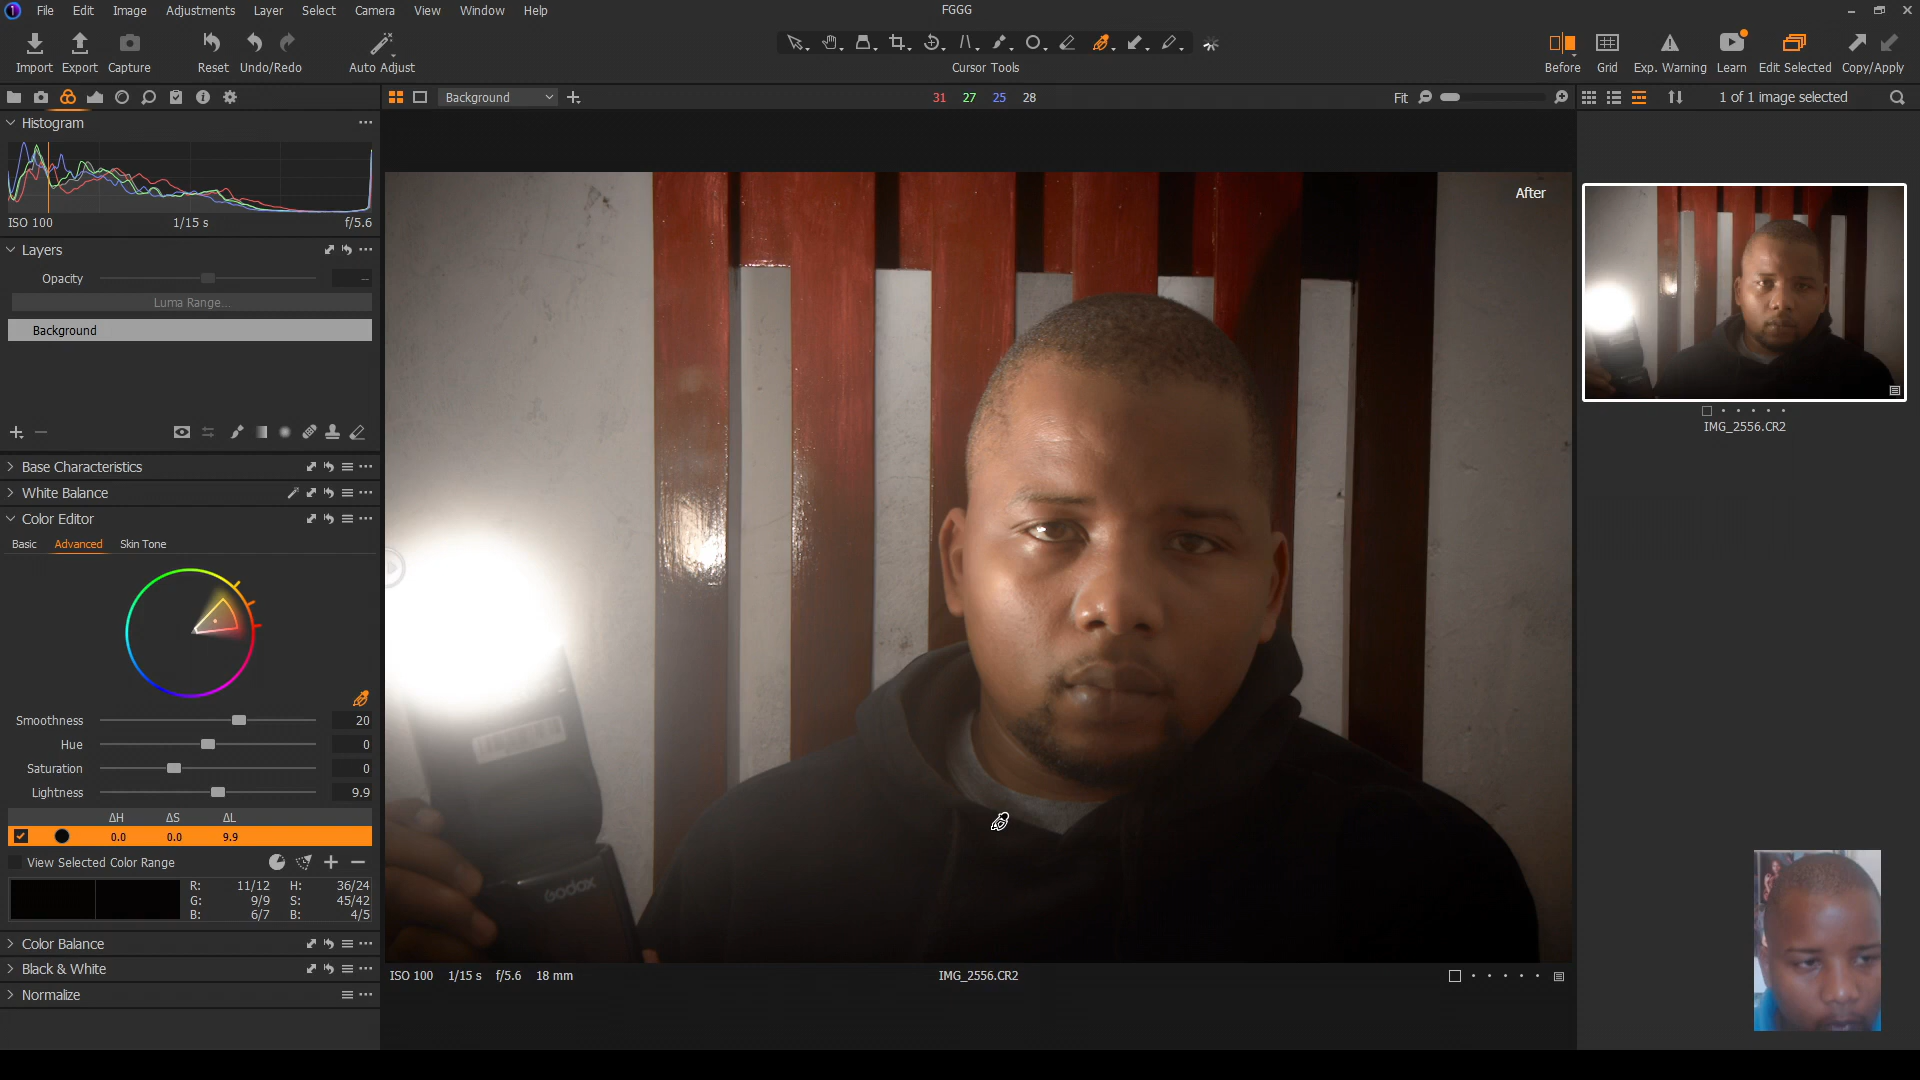 File Edit Image Adjustments Layer Select Camera View Window Help
FGGG
Import Export Capture Reset Undo/Redo Auto Adjust
Cursor Tools
Before Grid Exp. Warning Learn Edit Selected Copy/Apply
Background
31 27 25 28
Fit
1 of 1 image selected
Histogram
ISO 100 1/15 s f/5.6
Layers
Opacity --
Luma Range...
Background
Base Characteristics
White Balance
Color Editor
Basic Advanced Skin Tone
Smoothness 20
Hue 0
Saturation 0
Lightness 9.9
ΔH ΔS ΔL
0.0 0.0 9.9
View Selected Color Range
R: 11/12 H: 36/24
G: 9/9 S: 45/42
B: 6/7 B: 4/5
Color Balance
Black & White
Normalize
After
Godox
ISO 100 1/15 s f/5.6 18 mm
IMG_2556.CR2
IMG_2556.CR2